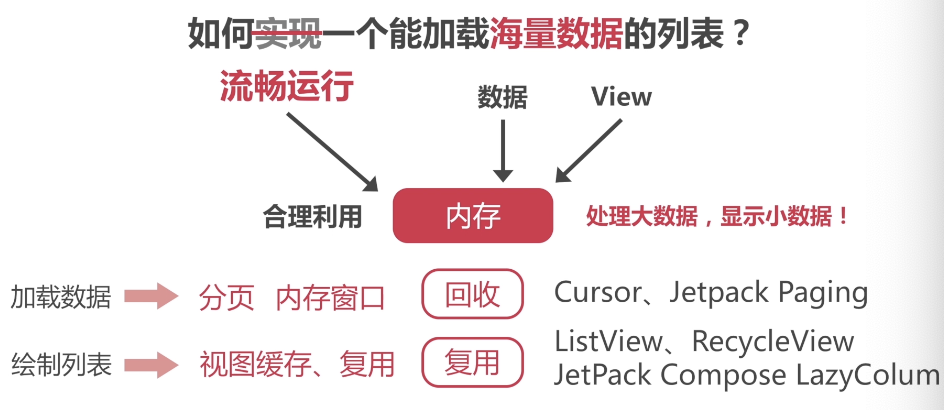 如何实现一个能加载海量数据的列表？
流畅运行
数据 View
合理利用 内存 处理大数据，显示小数据！
加载数据 分页 内存窗口 回收 Cursor、Jetpack Paging
绘制列表 视图缓存、复用 复用 ListView、RecycleView
JetPack Compose LazyColum